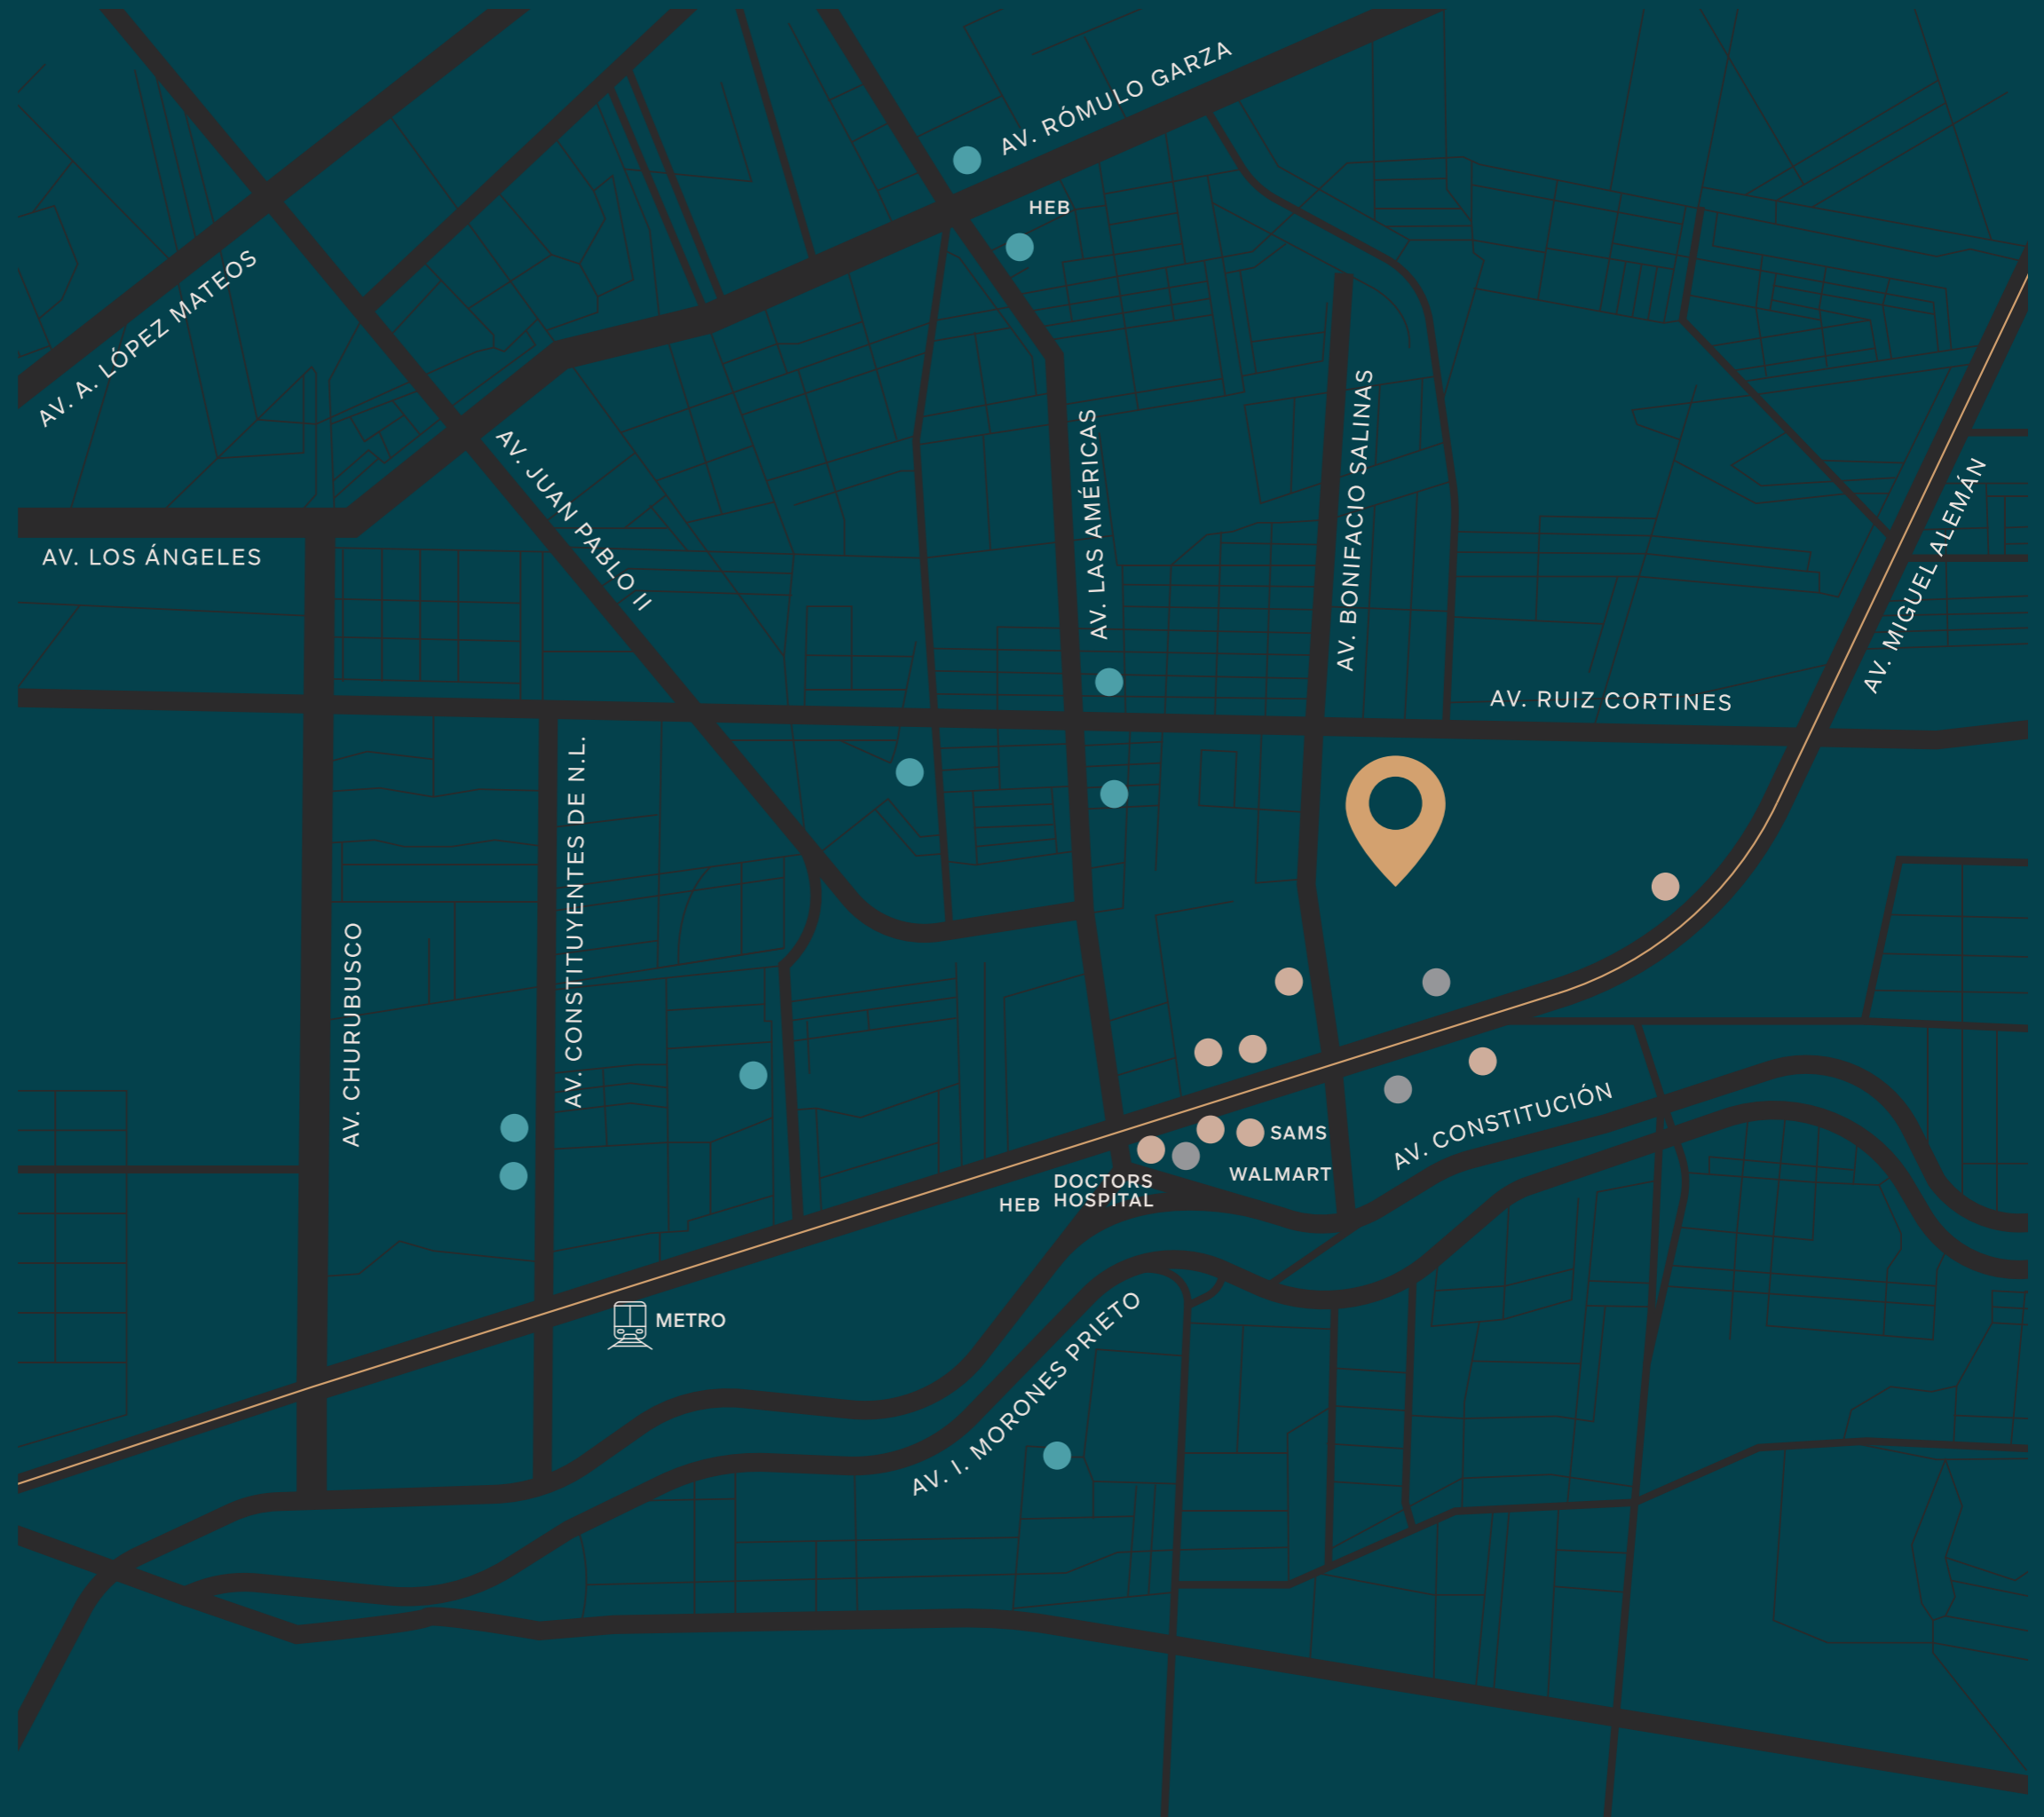 AV. RÓMULO GARZA
HEB
AV. A. LÓPEZ MATEOS
AV. JUAN PABLO II
AV. LAS AMÉRICAS
AV. BONIFACIO SALINAS
AV. MIGUEL ALEMÁN
AV. LOS ÁNGELES
AV. RUIZ CORTINES
AV. CONSTITUYENTES DE N.L.
AV. CHURUBUSCO
AV. CONSTITUCIÓN
SAMS
WALMART
DOCTORS
HOSPITAL
HEB
METRO
AV. I. MORONES PRIETO